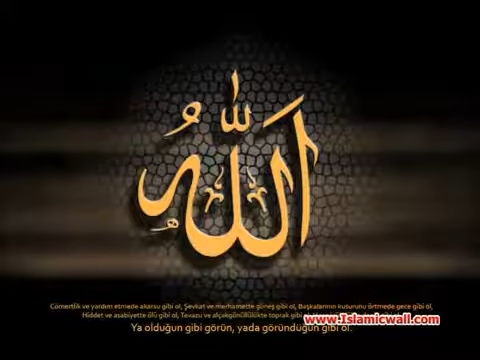 الله
Cömertlik ve yardım etmede akarsu gibi ol, Şevkat ve merhamette güneş gibi ol, Başkalarının kusurunu örtmede gece gibi ol,
Hiddet ve asabiyette ölü gibi ol, Tevazu ve alçakgönüllülükte toprak gibi ol,
www.Islamicwall.com
Ya olduğun gibi görün, yada göründüğün gibi ol.